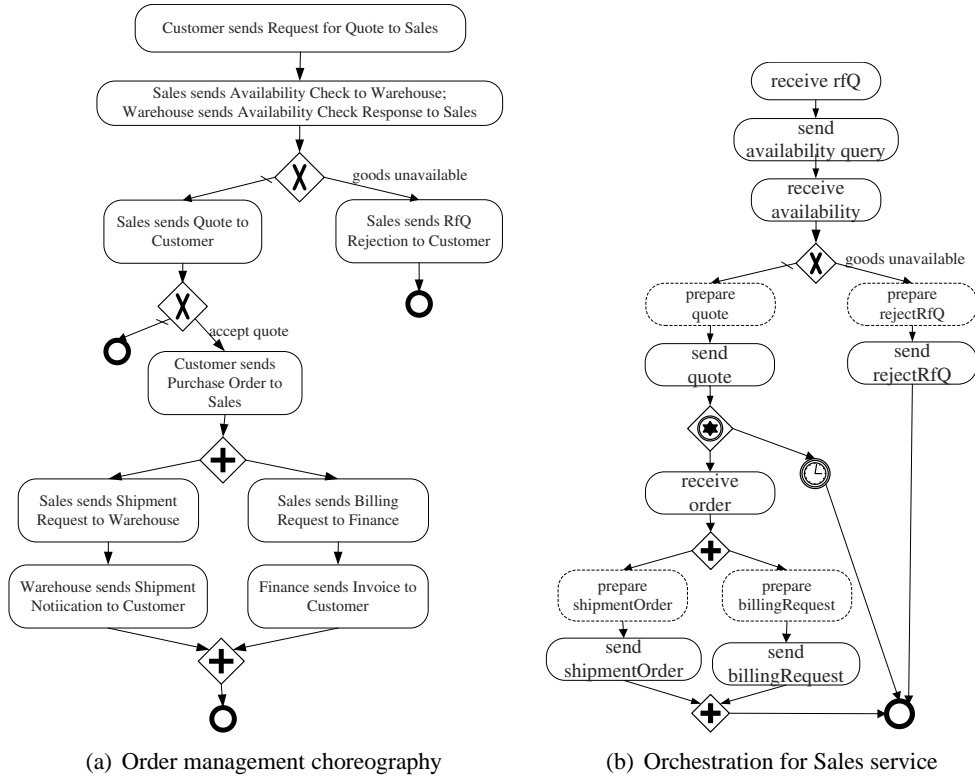 Customer sends Request for Quote to Sales
Sales sends Availability Check to Warehouse;
Warehouse sends Availability Check Response to Sales
goods unavailable
Sales sends Quote to
Customer
Sales sends RfQ
Rejection to Customer
accept quote
Customer sends
Purchase Order to
Sales
Sales sends Shipment
Request to Warehouse
Sales sends Billing
Request to Finance
Warehouse sends Shipment
Notiication to Customer
Finance sends Invoice to
Customer
(a) Order management choreography
receive rfQ
send
availability query
receive
availability
goods unavailable
prepare
quote
prepare
rejectRfQ
send
quote
send
rejectRfQ
receive
order
prepare
shipmentOrder
prepare
billingRequest
send
shipmentOrder
send
billingRequest
(b) Orchestration for Sales service